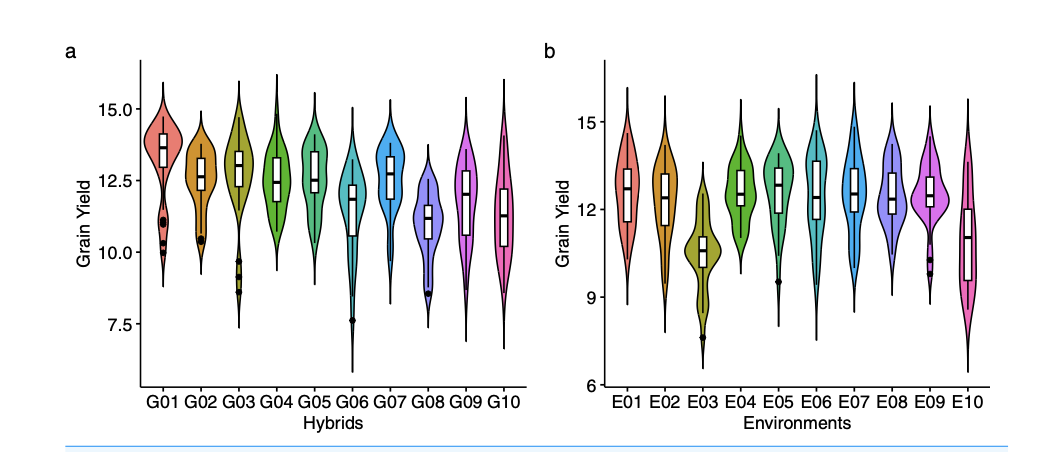 a
Grain Yield
15.0
12.5
10.0
7.5
G01 G02 G03 G04 G05 G06 G07 G08 G09 G10
Hybrids
b
Grain Yield
15
12
9
6
E01 E02 E03 E04 E05 E06 E07 E08 E09 E10
Environments